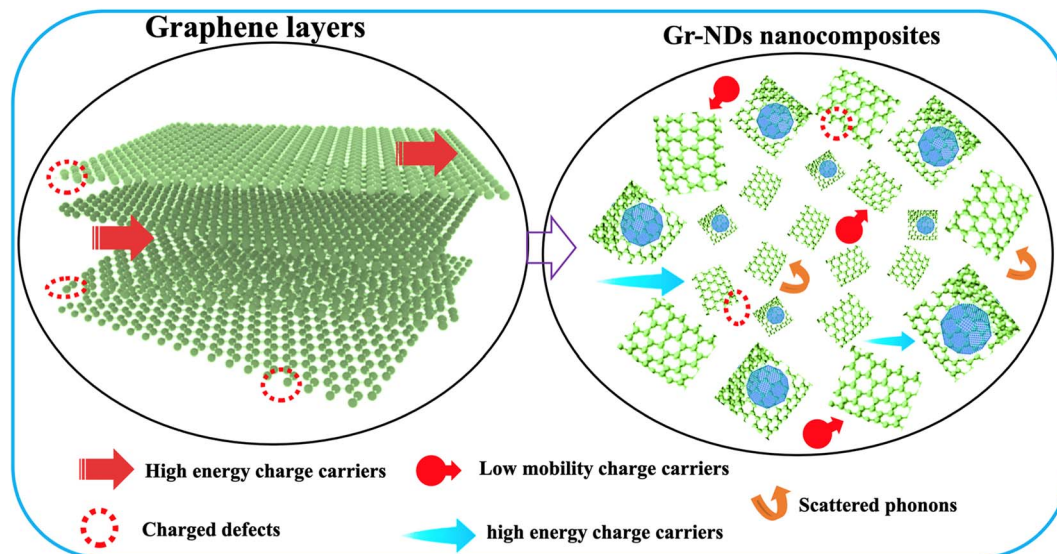 Graphene layers
Gr-NDs nanocomposites
High energy charge carriers
Low mobility charge carriers
Scattered phonons
Charged defects
high energy charge carriers